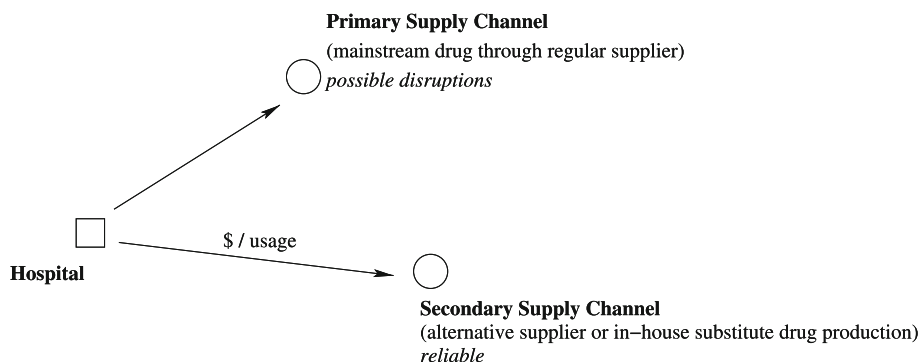 Primary Supply Channel
(mainstream drug through regular supplier)
possible disruptions
$ / usage
Hospital
Secondary Supply Channel
(alternative supplier or in−house substitute drug production)
reliable